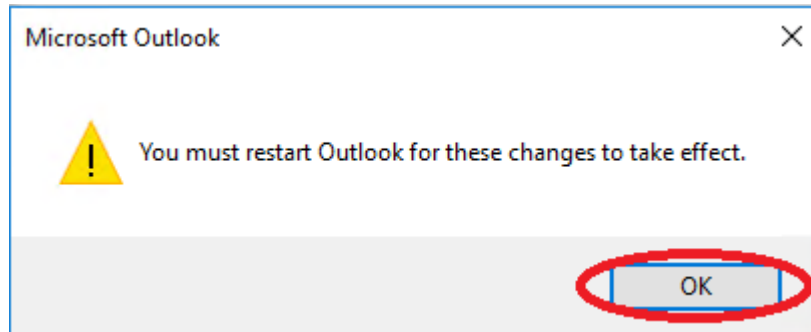 Microsoft Outlook
You must restart Outlook for these changes to take effect.
OK